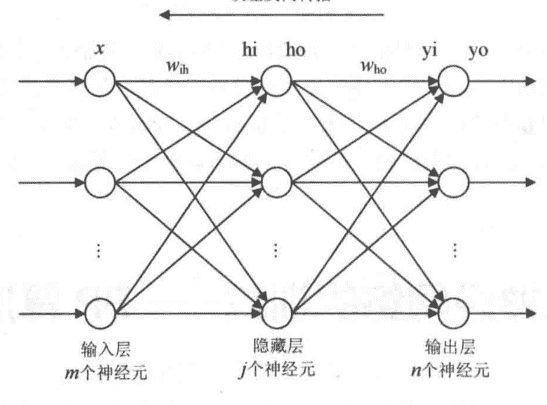 x hi ho yi yo
w_ih w_ho
⋮ ⋮ ⋮
输入层 隐藏层 输出层
m个神经元 j个神经元 n个神经元